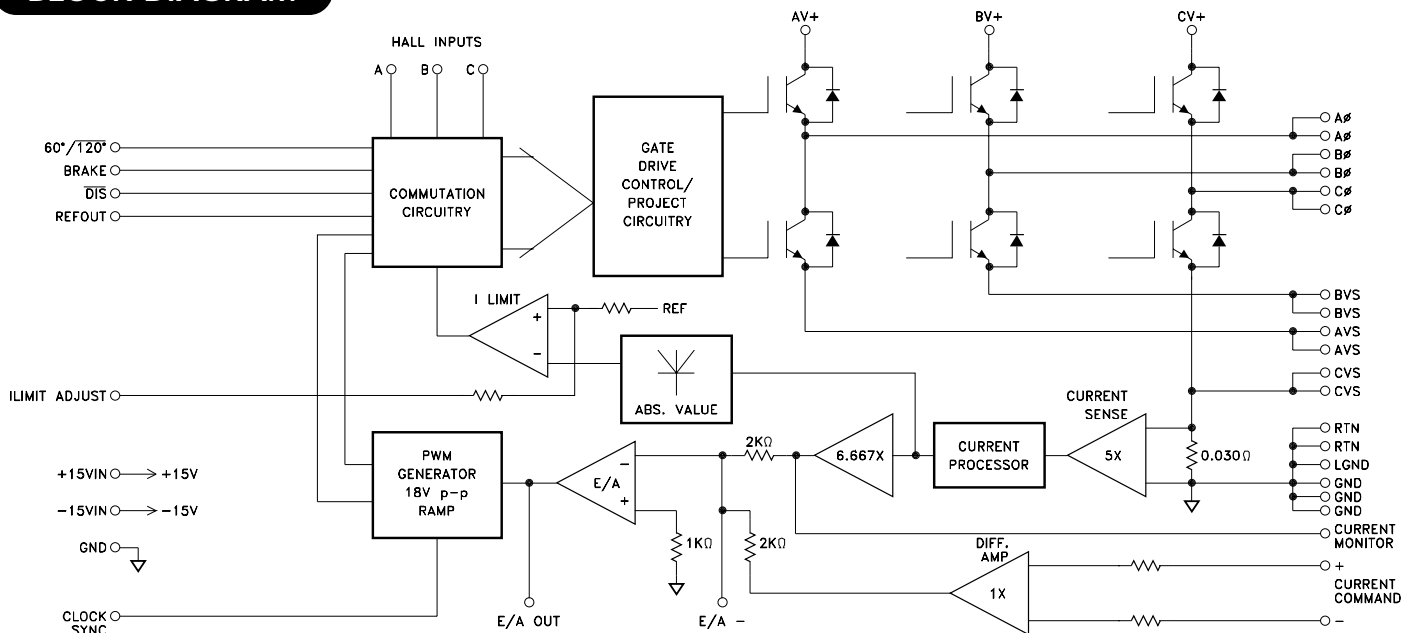 BLOCK DIAGRAM
AV+
BV+
CV+
HALL INPUTS
A
B
C
60°/120°
BRAKE
DIS
REFOUT
COMMUTATION
CIRCUITRY
GATE
DRIVE
CONTROL/
PROJECT
CIRCUITRY
AØ
AØ
BØ
BØ
CØ
CØ
I LIMIT
+
−
REF
BVS
BVS
AVS
AVS
CVS
CVS
ILIMIT ADJUST
ABS. VALUE
CURRENT
SENSE
5X
0.030Ω
RTN
RTN
LGND
GND
GND
GND
PWM
GENERATOR
18V p-p
RAMP
−
E/A
+
2KΩ
6.667X
CURRENT
PROCESSOR
+15VIN
+15V
−15VIN
−15V
GND
1KΩ
2KΩ
DIFF.
AMP
1X
CURRENT
MONITOR
+
CURRENT
COMMAND
−
CLOCK
SYNC
E/A OUT
E/A −